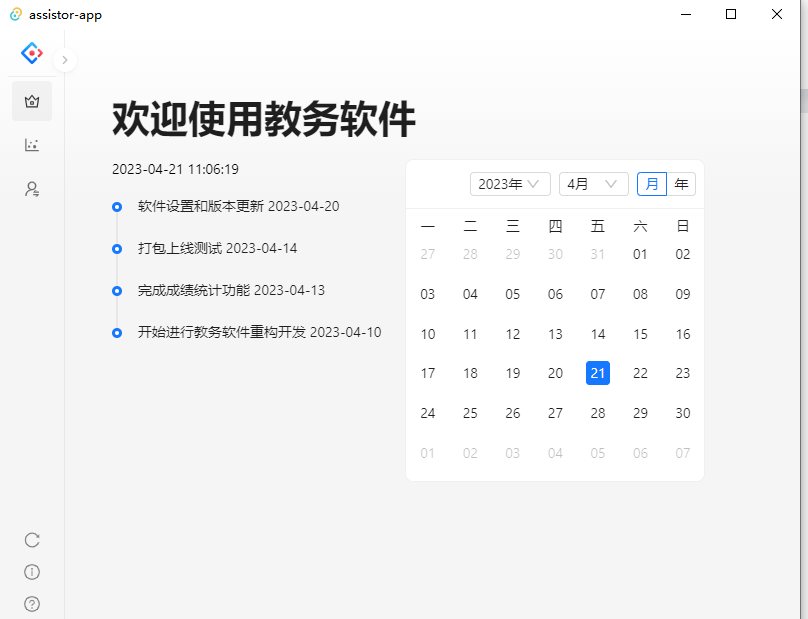 assistor-app
欢迎使用教务软件
2023-04-21 11:06:19
软件设置和版本更新 2023-04-20
打包上线测试 2023-04-14
完成成绩统计功能 2023-04-13
开始进行教务软件重构开发 2023-04-10
2023年 4月 月 年
一 二 三 四 五 六 日
27 28 29 30 31 01 02
03 04 05 06 07 08 09
10 11 12 13 14 15 16
17 18 19 20 21 22 23
24 25 26 27 28 29 30
01 02 03 04 05 06 07